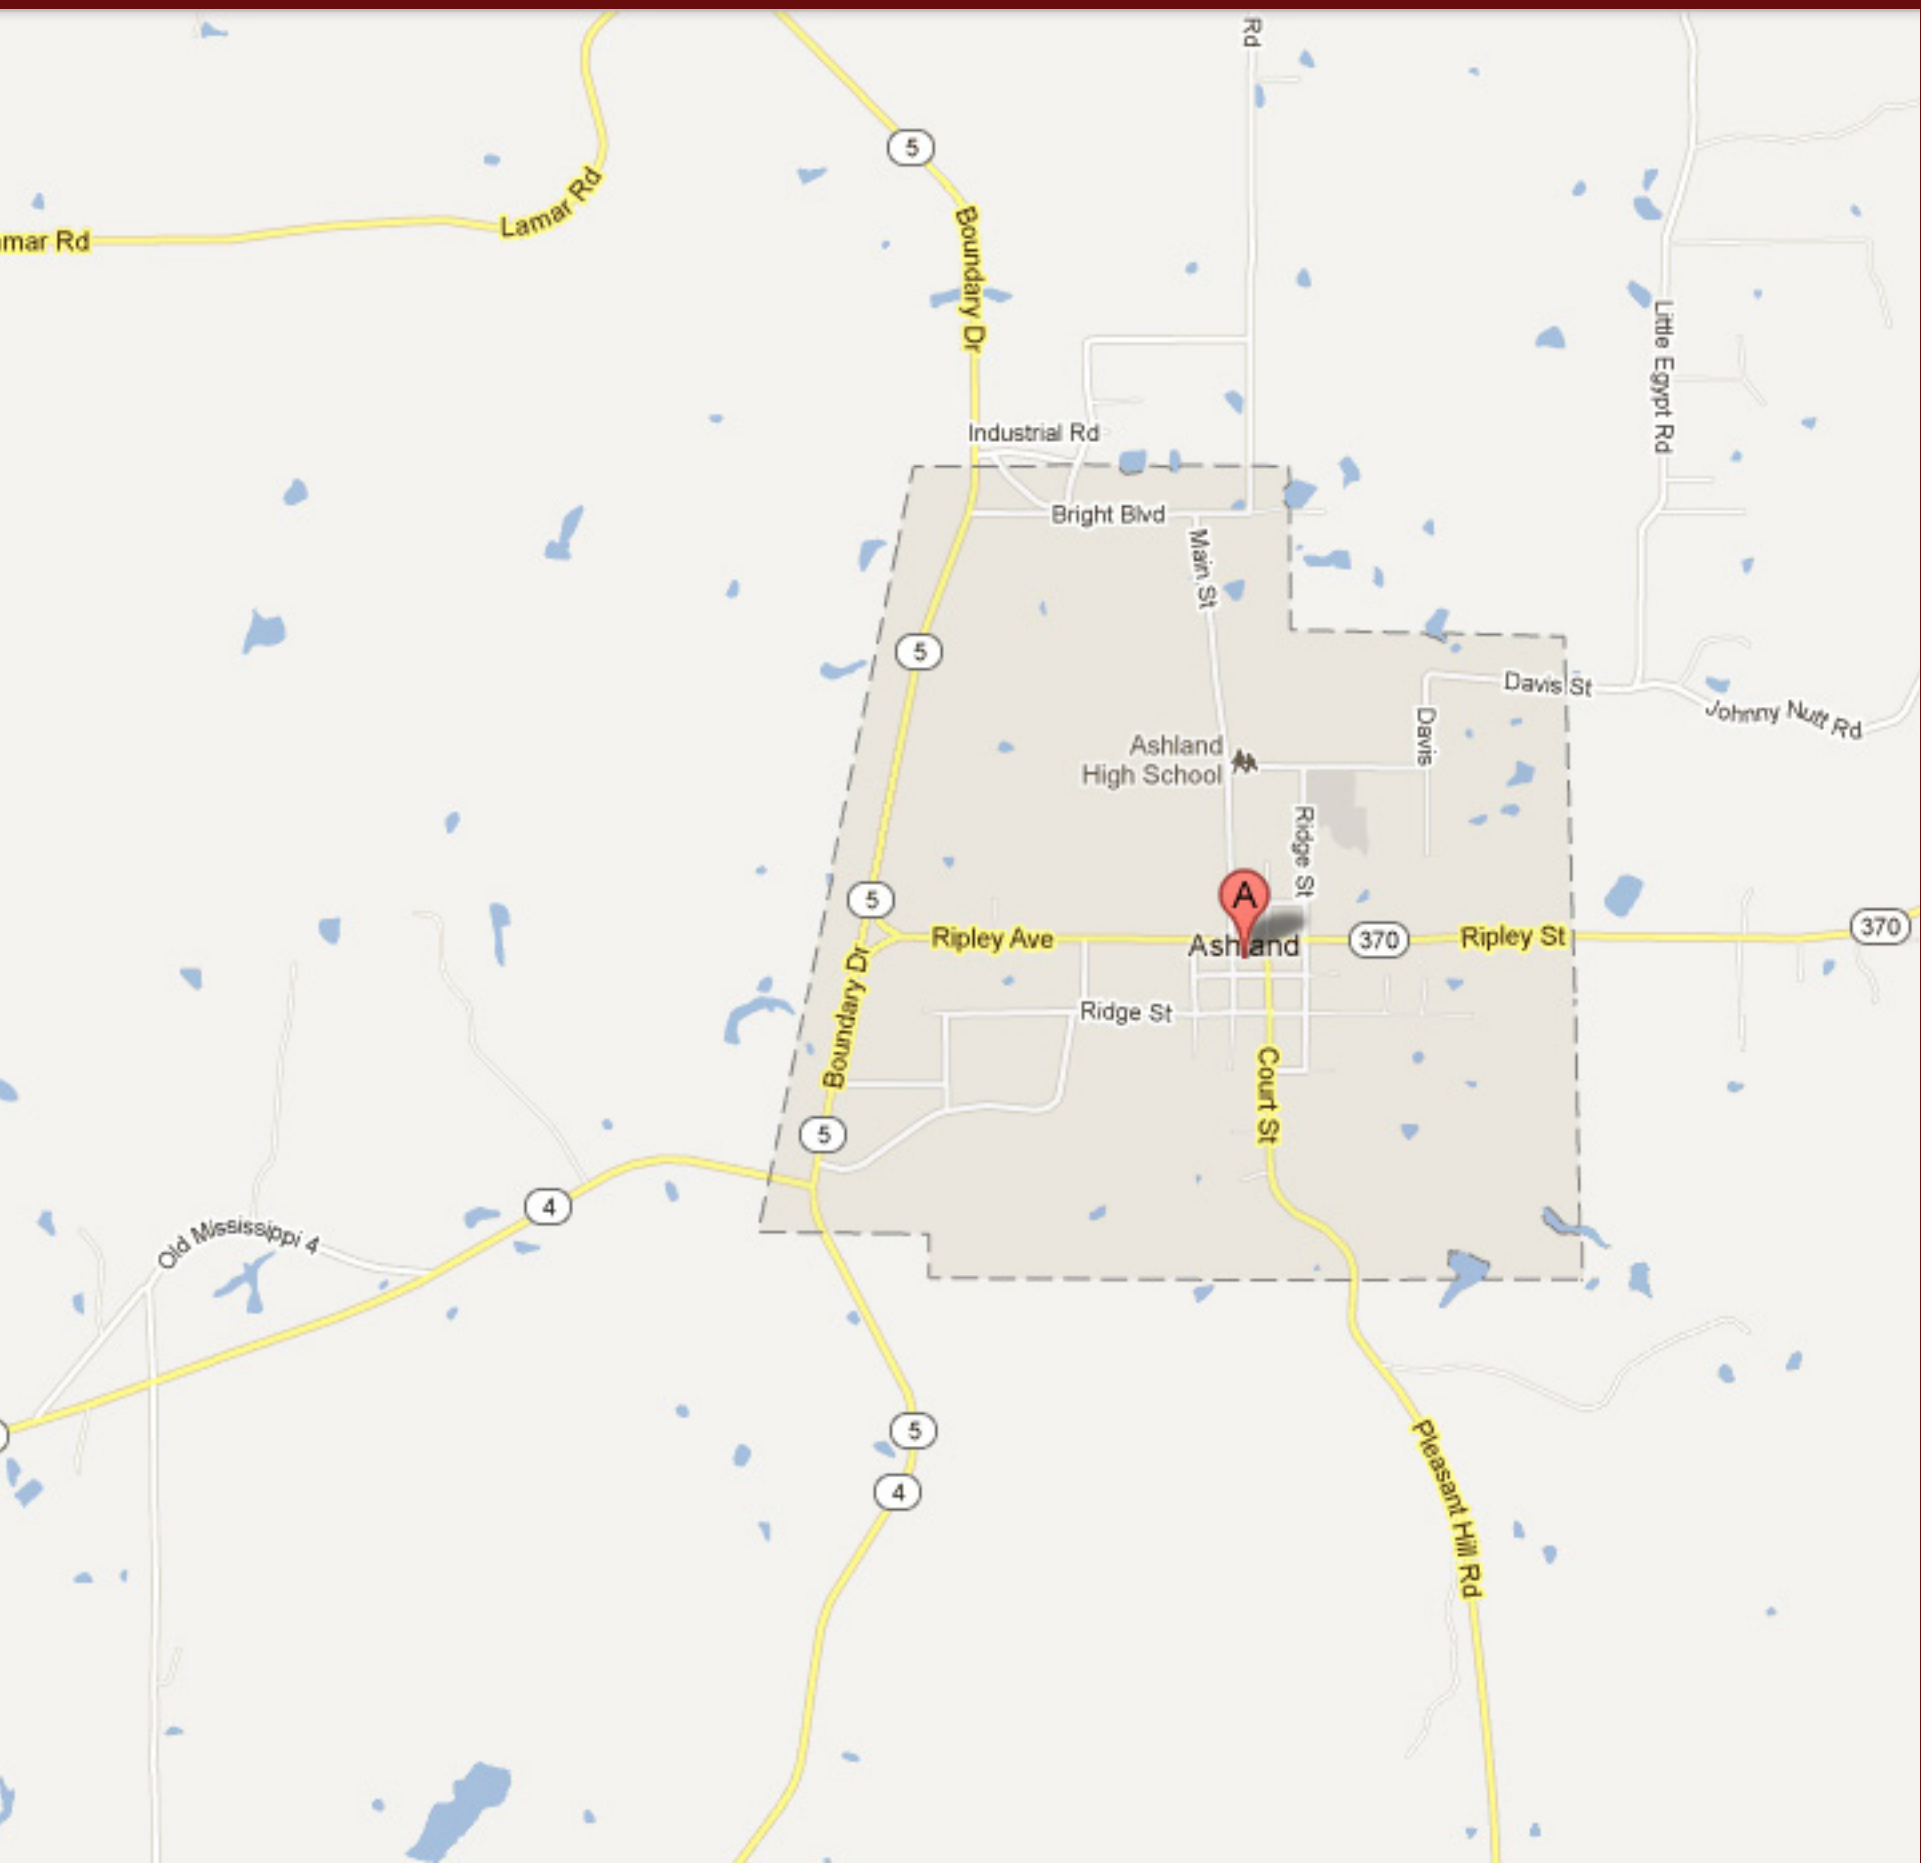 Rd
5
Lamar Rd
mar Rd
Boundary Dr
Little Egypt Rd
Industrial Rd
Bright Blvd
Main St
5
Davis St
Johnny Nutt Rd
Davis
Ashland
High School
Ridge St
A
5
Ripley Ave
Ashland
370
Ripley St
370
Boundary Dr
Ridge St
Court St
5
4
Old Mississippi 4
5
4
Pleasant Hill Rd